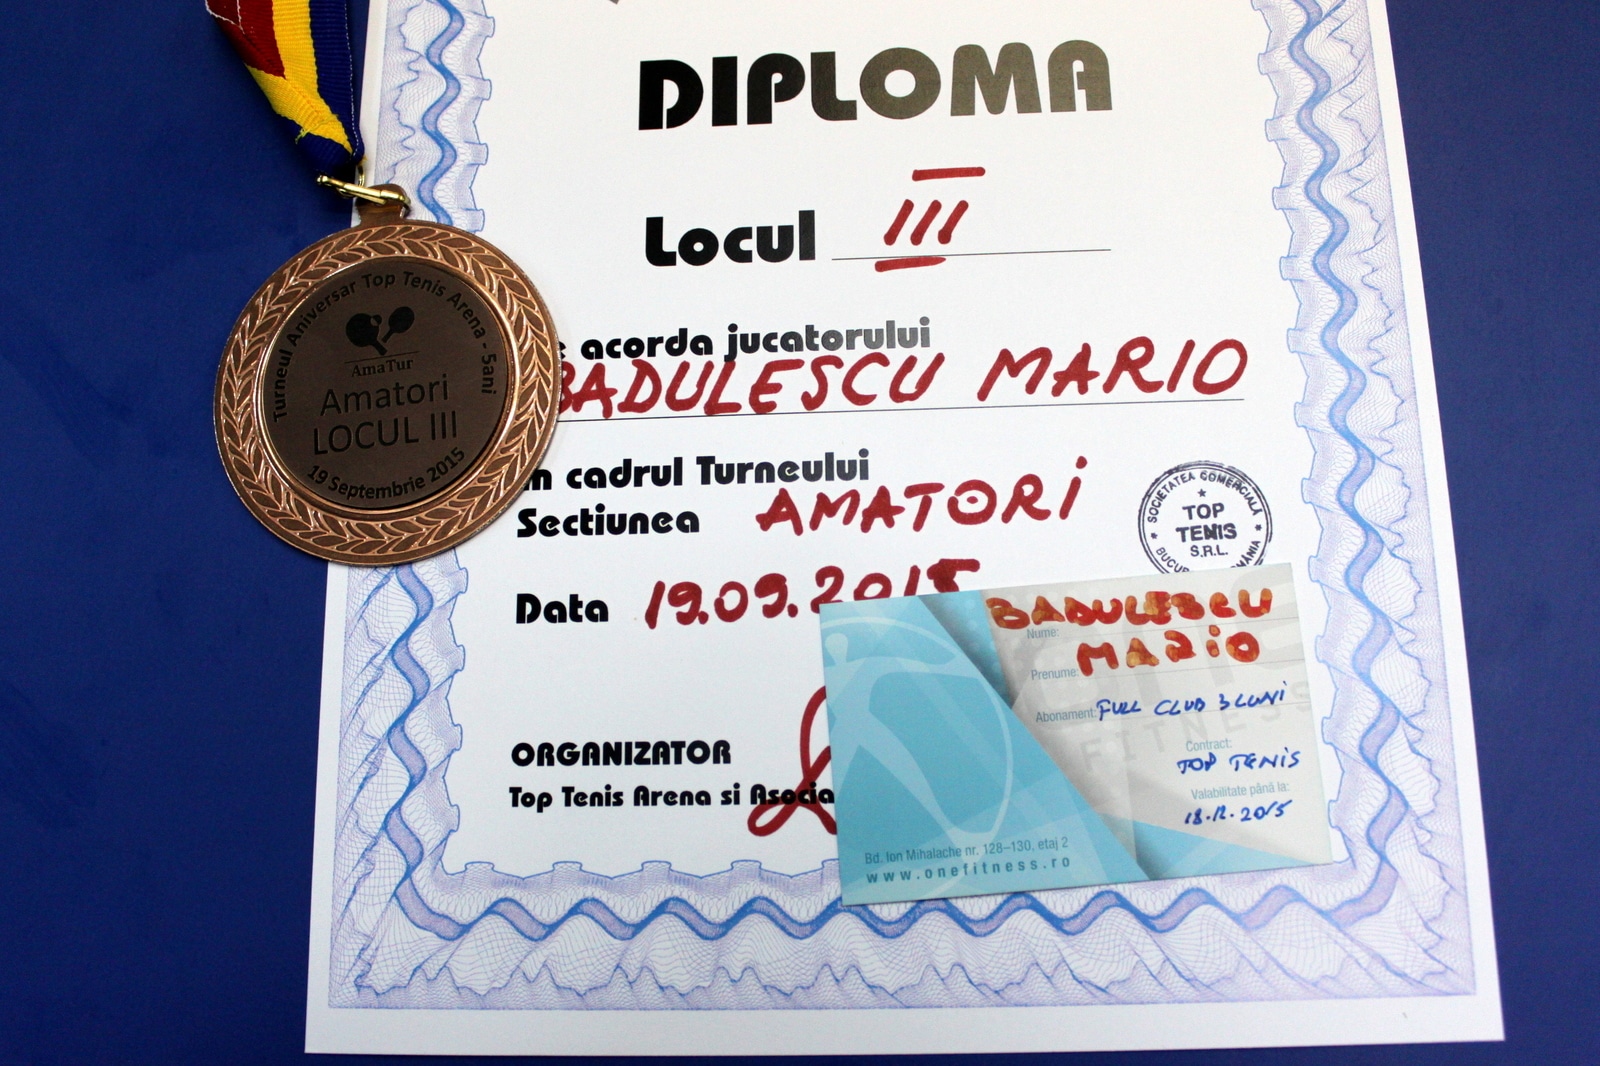 DIPLOMA
Locul III
acorda jucatorului
BADULESCU MARIO
cadrul Turneului
Sectiunea AMATORI
Data 19.09.2015
ORGANIZATOR
Top Tenis Arena si Asocia
Turneul Aniversar Top Tenis Arena - 5ani
AmaTur
Amatori
LOCUL III
19 Septembrie 2015
SOCIETATEA COMERCIALĂ
TOP
TENIS
S.R.L.
BADULESCU
Nume:
MARIO
Prenume:
Abonament: FULL CLUB 3 LUNI
FITNESS
Contract:
TOP TENIS
Valabilitate până la:
18.12.2015
Bd. Ion Mihalache nr. 128–130, etaj 2
www.onefitness.ro